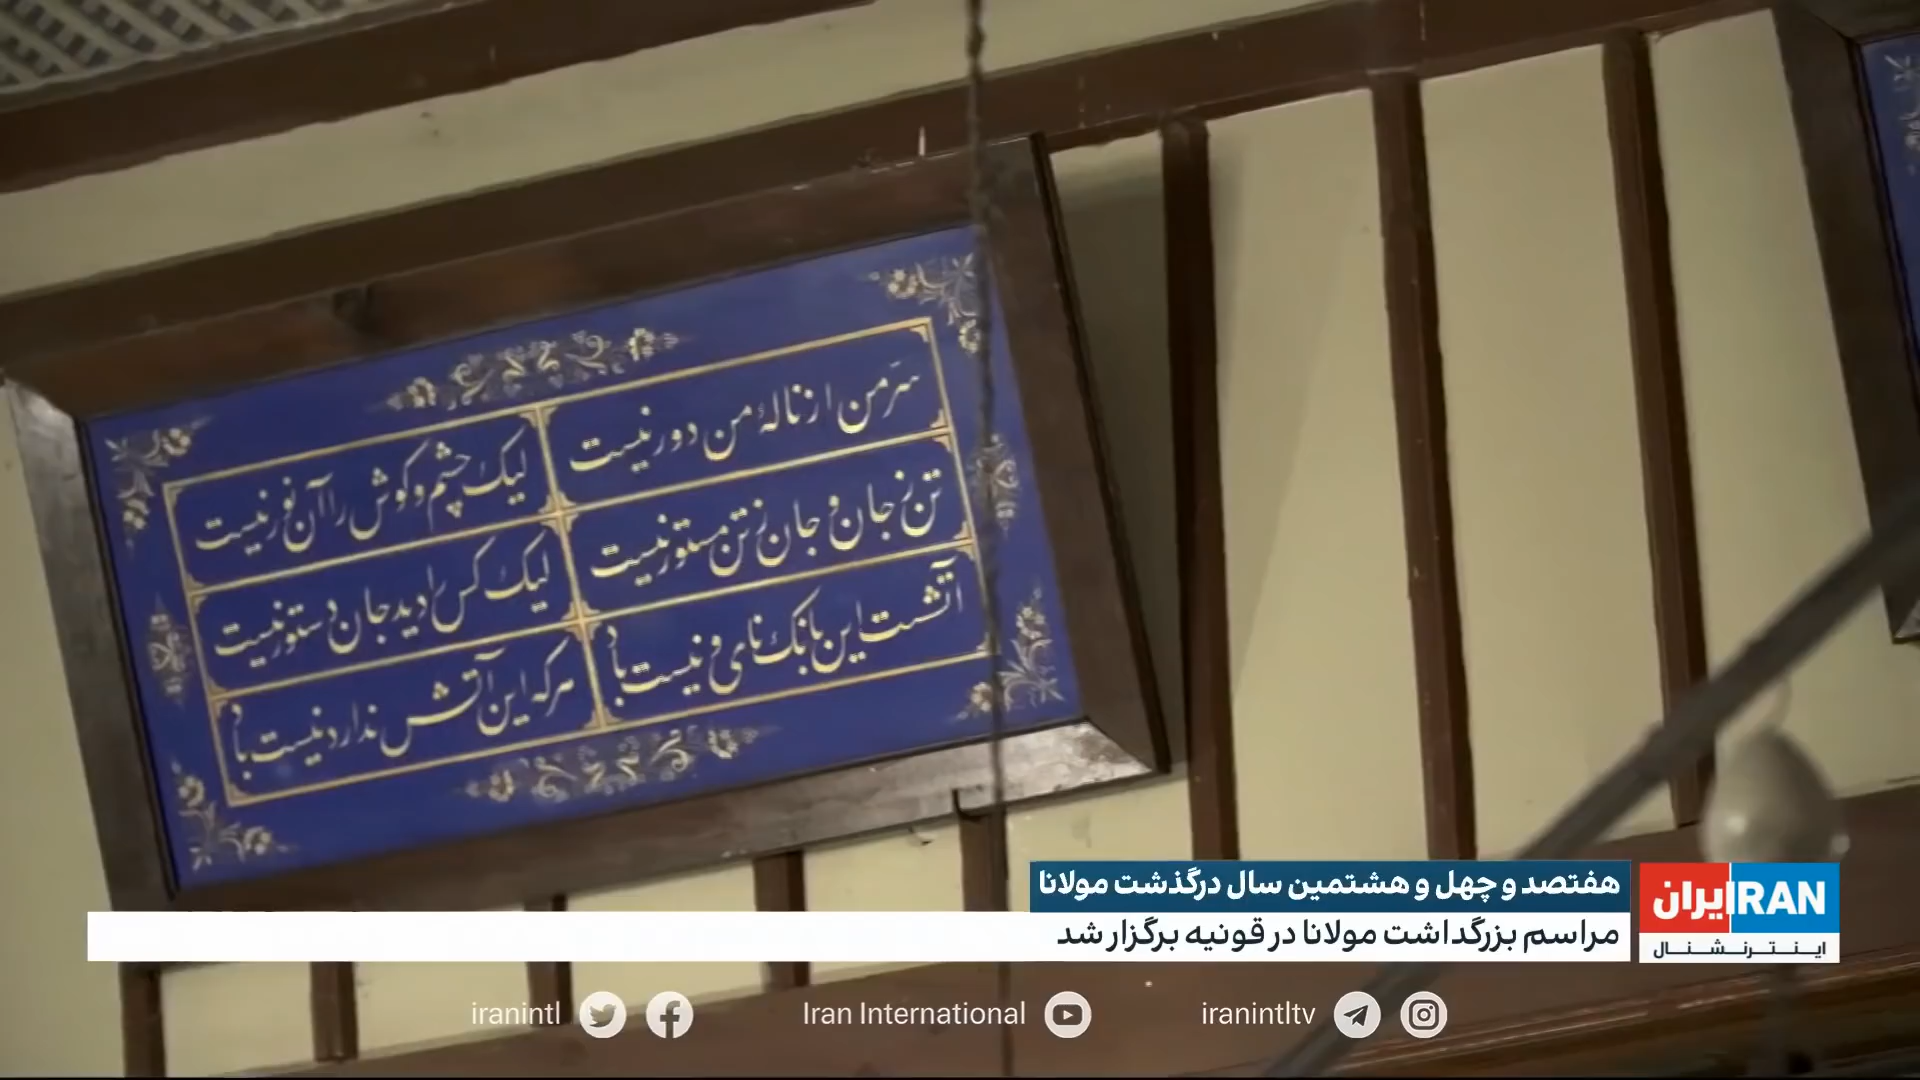 سرّ من از نالهٔ من دور نیست
لیک چشم و گوش را آن نور نیست
تن ز جان و جان ز تن مستور نیست
لیک کس را دید جان دستور نیست
آتشست این بانگ نای و نیست باد
هر که این آتش ندارد نیست باد
هفتصد و چهل و هشتمین سال درگذشت مولانا
مراسم بزرگداشت مولانا در قونیه برگزار شد
ایران IRAN
اینترنشنال
iranintl
Iran International
iranintltv